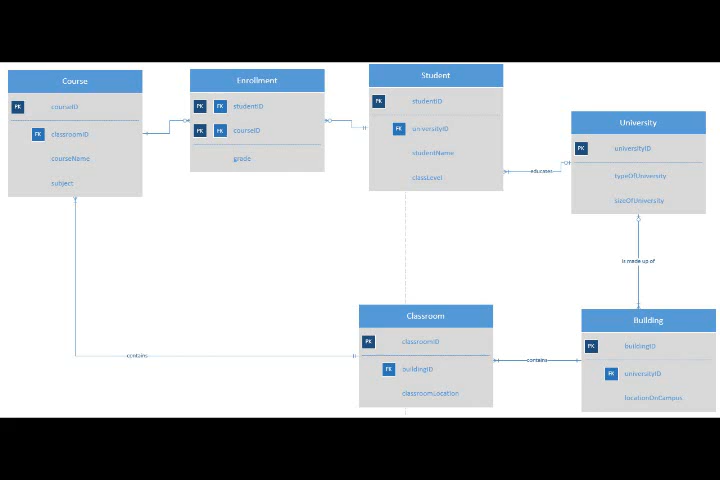 Course
PK courseID
FK classroomID
courseName
subject
Enrollment
PK FK studentID
PK FK courseID
grade
Student
PK studentID
FK universityID
studentName
classLevel
University
PK universityID
typeOfUniversity
sizeOfUniversity
educates
is made up of
Classroom
PK classroomID
FK buildingID
classroomLocation
contains
contains
Building
PK buildingID
FK universityID
locationOnCampus